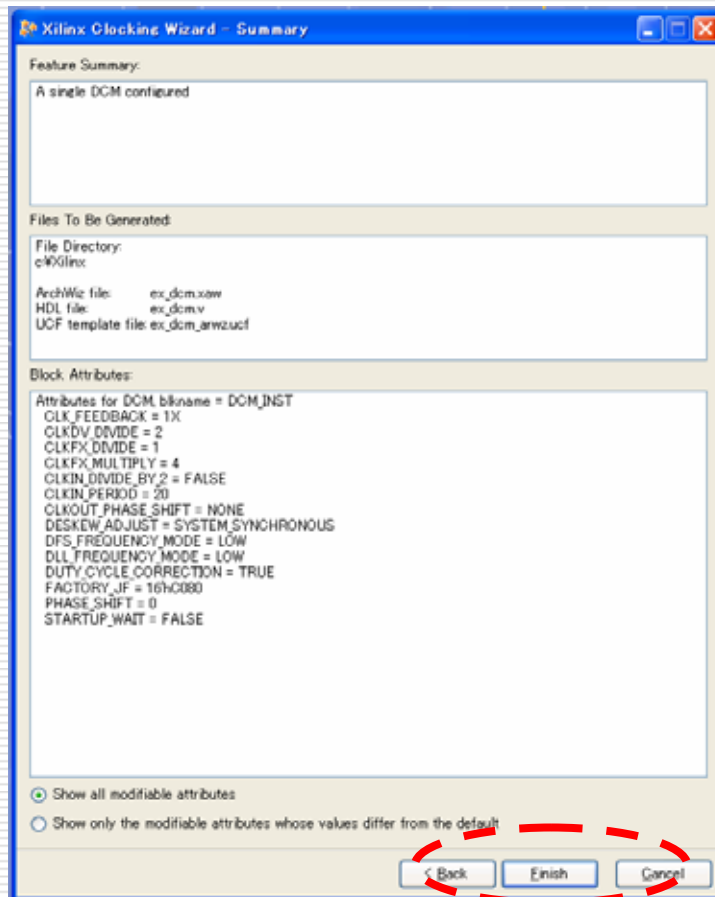 Xilinx Clocking Wizard - Summary
Feature Summary:
A single DCM configured
Files To Be Generated:
File Directory:
c:¥Xilinx
ArchWiz file: ex_dcm.xaw
HDL file: ex_dcm.v
UCF template file: ex_dcm_arwz.ucf
Block Attributes:
Attributes for DCM, blkname = DCM_INST
CLK_FEEDBACK = 1X
CLKDV_DIVIDE = 2
CLKFX_DIVIDE = 1
CLKFX_MULTIPLY = 4
CLKIN_DIVIDE_BY_2 = FALSE
CLKIN_PERIOD = 20
CLKOUT_PHASE_SHIFT = NONE
DESKEW_ADJUST = SYSTEM_SYNCHRONOUS
DFS_FREQUENCY_MODE = LOW
DLL_FREQUENCY_MODE = LOW
DUTY_CYCLE_CORRECTION = TRUE
FACTORY_JF = 16'hC080
PHASE_SHIFT = 0
STARTUP_WAIT = FALSE
Show all modifiable attributes
Show only the modifiable attributes whose values differ from the default
< Back Finish Cancel